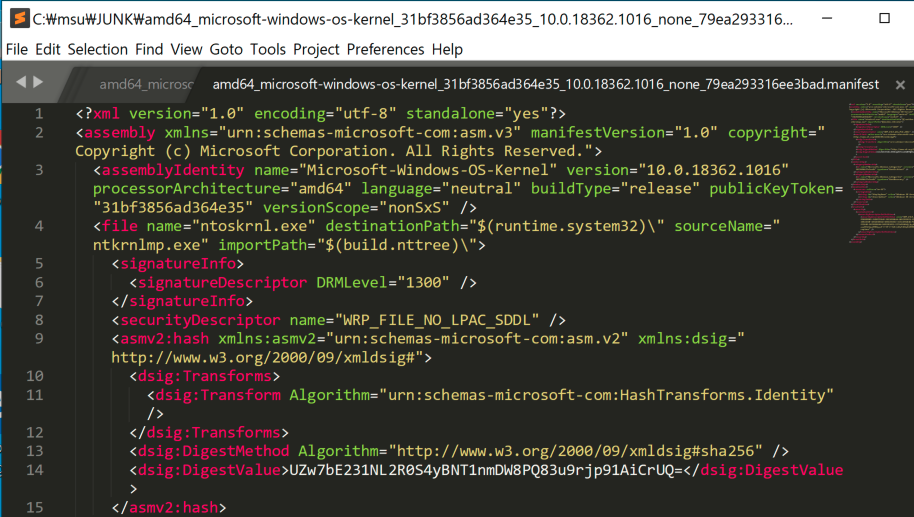 C:₩msu₩JUNK₩amd64_microsoft-windows-os-kernel_31bf3856ad364e35_10.0.18362.1016_none_79ea293316...
File Edit Selection Find View Goto Tools Project Preferences Help
amd64_microsc amd64_microsoft-windows-os-kernel_31bf3856ad364e35_10.0.18362.1016_none_79ea293316ee3bad.manifest
1 <?xml version="1.0" encoding="utf-8" standalone="yes"?>
2 <assembly xmlns="urn:schemas-microsoft-com:asm.v3" manifestVersion="1.0" copyright="
Copyright (c) Microsoft Corporation. All Rights Reserved.">
3 <assemblyIdentity name="Microsoft-Windows-OS-Kernel" version="10.0.18362.1016"
processorArchitecture="amd64" language="neutral" buildType="release" publicKeyToken=
"31bf3856ad364e35" versionScope="nonSxS" />
4 <file name="ntoskrnl.exe" destinationPath="$(runtime.system32)\" sourceName="
ntkrnlmp.exe" importPath="$(build.nttree)\">
5 <signatureInfo>
6 <signatureDescriptor DRMLevel="1300" />
7 </signatureInfo>
8 <securityDescriptor name="WRP_FILE_NO_LPAC_SDDL" />
9 <asmv2:hash xmlns:asmv2="urn:schemas-microsoft-com:asm.v2" xmlns:dsig="
http://www.w3.org/2000/09/xmldsig#">
10 <dsig:Transforms>
11 <dsig:Transform Algorithm="urn:schemas-microsoft-com:HashTransforms.Identity"
/>
12 </dsig:Transforms>
13 <dsig:DigestMethod Algorithm="http://www.w3.org/2000/09/xmldsig#sha256" />
14 <dsig:DigestValue>UZw7bE231NL2R0S4yBNT1nmDW8PQ83u9rjp91AiCrUQ=</dsig:DigestValue
>
15 </asmv2:hash>